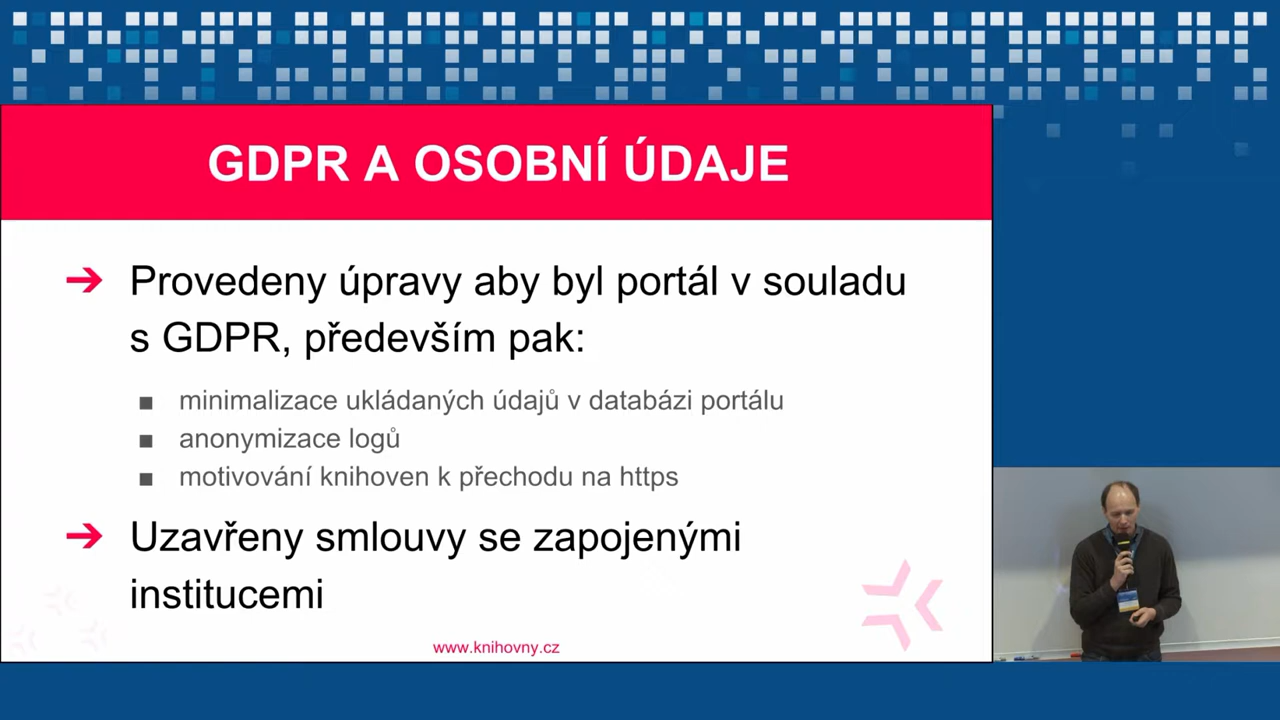 GDPR A OSOBNÍ ÚDAJE
➔ Provedeny úpravy aby byl portál v souladu
s GDPR, především pak:
■ minimalizace ukládaných údajů v databázi portálu
■ anonymizace logů
■ motivování knihoven k přechodu na https
➔ Uzavřeny smlouvy se zapojenými
institucemi
www.knihovny.cz